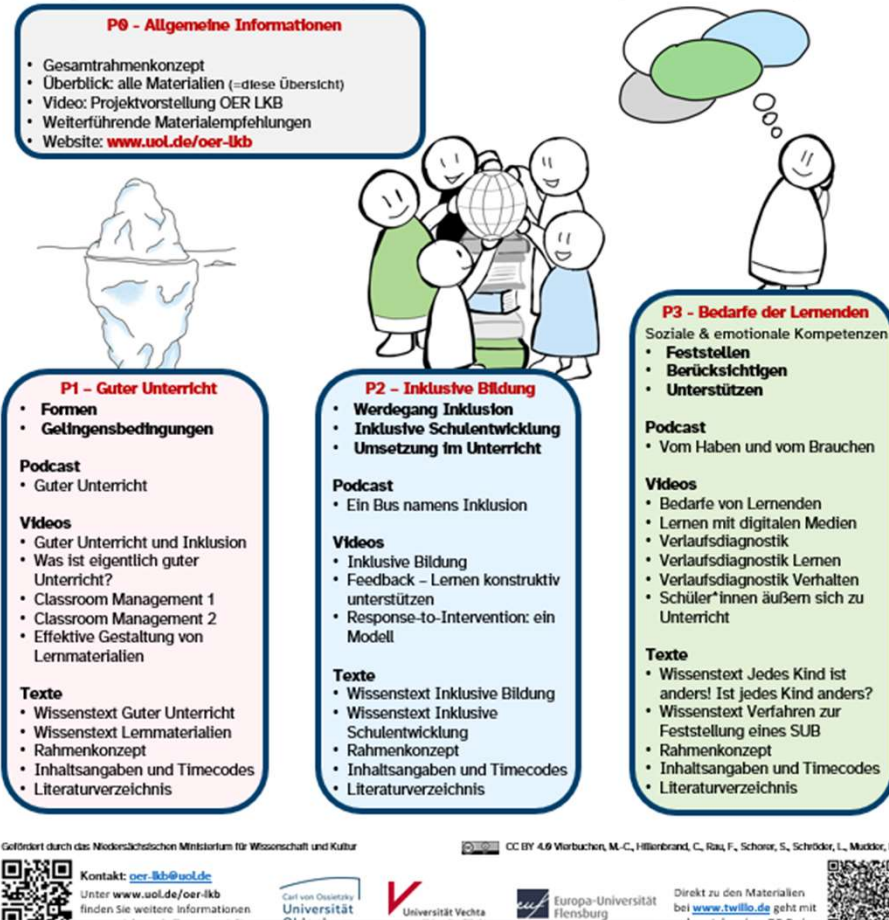 P0 - Allgemeine Informationen
• Gesamtrahmenkonzept
• Überblick: alle Materialien (=diese Übersicht)
• Video: Projektvorstellung OER LKB
• Weiterführende Materialempfehlungen
• Website: www.uol.de/oer-lkb
P1 – Guter Unterricht
• Formen
• Gelingensbedingungen
Podcast
• Guter Unterricht
Videos
• Guter Unterricht und Inklusion
• Was ist eigentlich guter
Unterricht?
• Classroom Management 1
• Classroom Management 2
• Effektive Gestaltung von
Lernmaterialien
Texte
• Wissenstext Guter Unterricht
• Wissenstext Lernmaterialien
• Rahmenkonzept
• Inhaltsangaben und Timecodes
• Literaturverzeichnis
P2 – Inklusive Bildung
• Werdegang Inklusion
• Inklusive Schulentwicklung
• Umsetzung im Unterricht
Podcast
• Ein Bus namens Inklusion
Videos
• Inklusive Bildung
• Feedback – Lernen konstruktiv
unterstützen
• Response-to-Intervention: ein
Modell
Texte
• Wissenstext Inklusive Bildung
• Wissenstext Inklusive
Schulentwicklung
• Rahmenkonzept
• Inhaltsangaben und Timecodes
• Literaturverzeichnis
P3 - Bedarfe der Lernenden
Soziale & emotionale Kompetenzen
• Feststellen
• Berücksichtigen
• Unterstützen
Podcast
• Vom Haben und vom Brauchen
Videos
• Bedarfe von Lernenden
• Lernen mit digitalen Medien
• Verlaufsdiagnostik
• Verlaufsdiagnostik Lernen
• Verlaufsdiagnostik Verhalten
• Schüler*innen äußern sich zu
Unterricht
Texte
• Wissenstext Jedes Kind ist
anders! Ist jedes Kind anders?
• Wissenstext Verfahren zur
Feststellung eines SUB
• Rahmenkonzept
• Inhaltsangaben und Timecodes
• Literaturverzeichnis
Gefördert durch das Niedersächsischen Ministerium für Wissenschaft und Kultur
CC BY 4.0 Vierbuchen, M.-C., Hillenbrand, C., Rau, F., Schorer, S., Schröder, L., Mudder,
Kontakt: oer-lkb@uol.de
Unter www.uol.de/oer-lkb
finden Sie weitere Informationen
Carl von Ossietzky
Universität
Universität Vechta
euf Europa-Universität
Flensburg
Direkt zu den Materialien
bei www.twillo.de geht mit